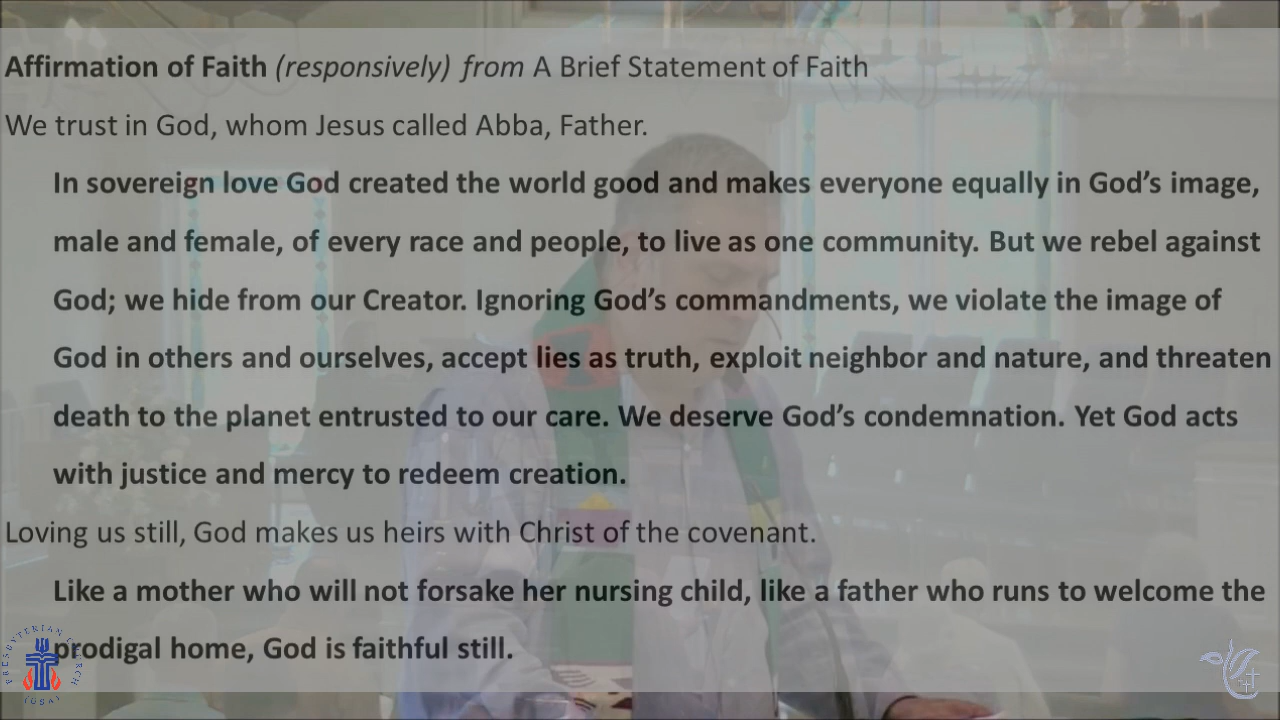 Affirmation of Faith (responsively) from A Brief Statement of Faith
We trust in God, whom Jesus called Abba, Father.
In sovereign love God created the world good and makes everyone equally in God’s image,
male and female, of every race and people, to live as one community. But we rebel against
God; we hide from our Creator. Ignoring God’s commandments, we violate the image of
God in others and ourselves, accept lies as truth, exploit neighbor and nature, and threaten
death to the planet entrusted to our care. We deserve God’s condemnation. Yet God acts
with justice and mercy to redeem creation.
Loving us still, God makes us heirs with Christ of the covenant.
Like a mother who will not forsake her nursing child, like a father who runs to welcome the
prodigal home, God is faithful still.
PRESBYTERIAN CHURCH
(USA)